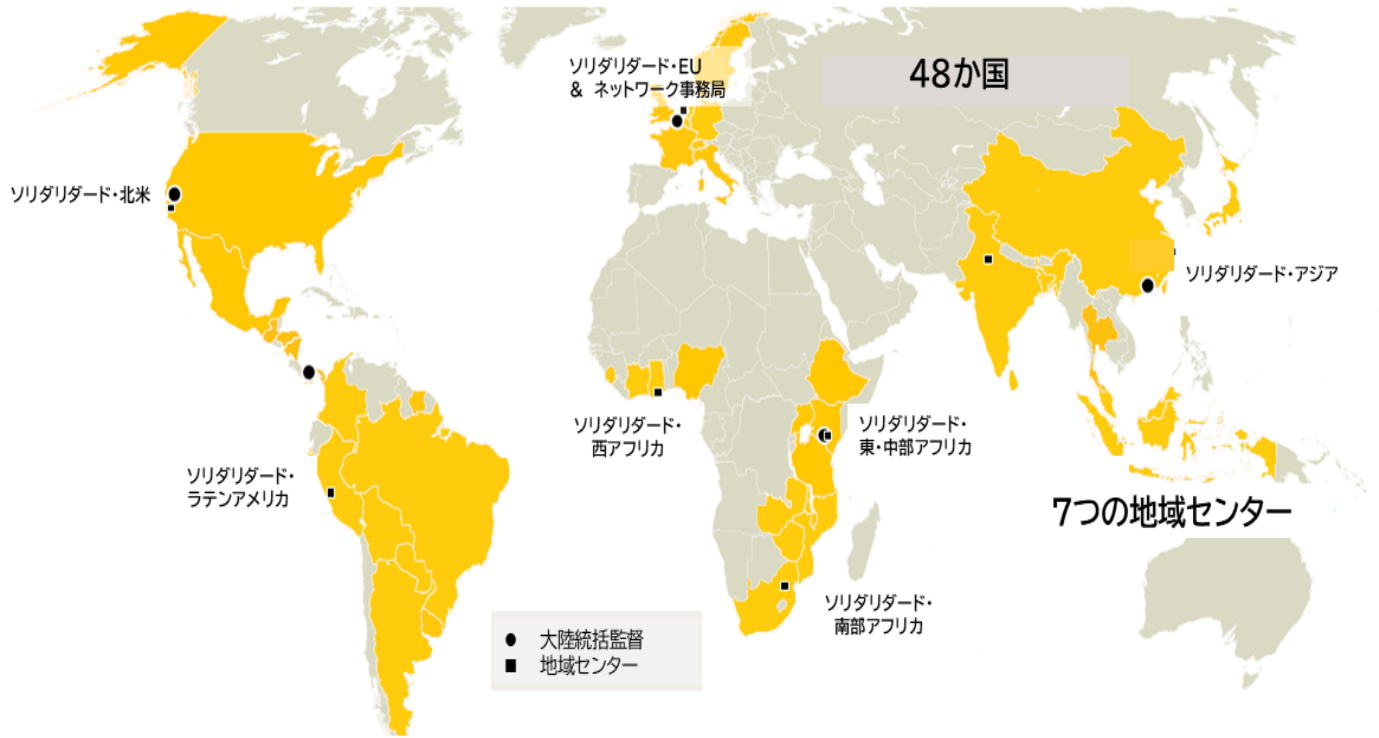 ソリダリダード・EU
& ネットワーク事務局
48か国
ソリダリダード・北米
ソリダリダード・アジア
ソリダリダード・
西アフリカ
ソリダリダード・
東・中部アフリカ
ソリダリダード・
ラテンアメリカ
7つの地域センター
ソリダリダード・
南部アフリカ
大陸統括監督
地域センター